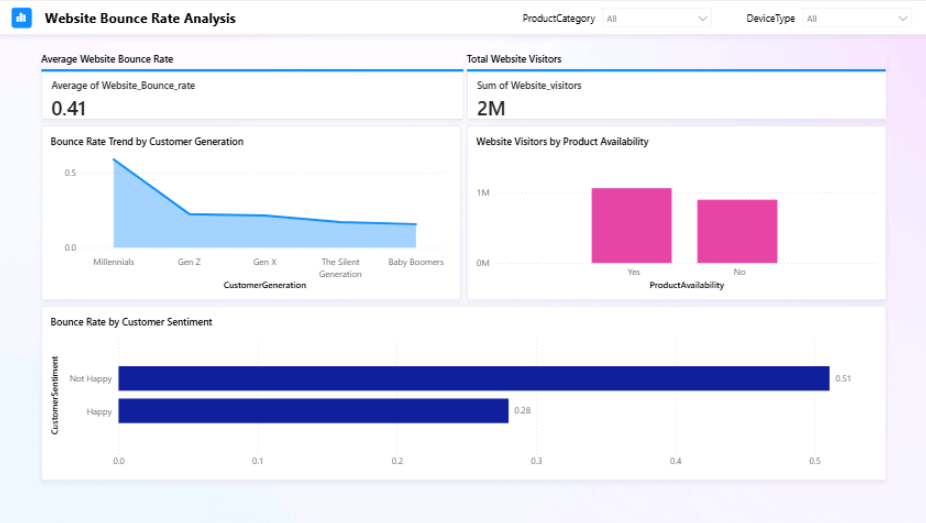 Website Bounce Rate Analysis
ProductCategory All
DeviceType All
Average Website Bounce Rate
Average of Website_Bounce_rate
0.41
Total Website Visitors
Sum of Website_visitors
2M
Bounce Rate Trend by Customer Generation
0.5
0.0
Millennials Gen Z Gen X The Silent Baby Boomers
Generation
CustomerGeneration
Website Visitors by Product Availability
1M
0M
Yes No
ProductAvailability
Bounce Rate by Customer Sentiment
CustomerSentiment
Not Happy 0.51
Happy 0.28
0.0 0.1 0.2 0.3 0.4 0.5